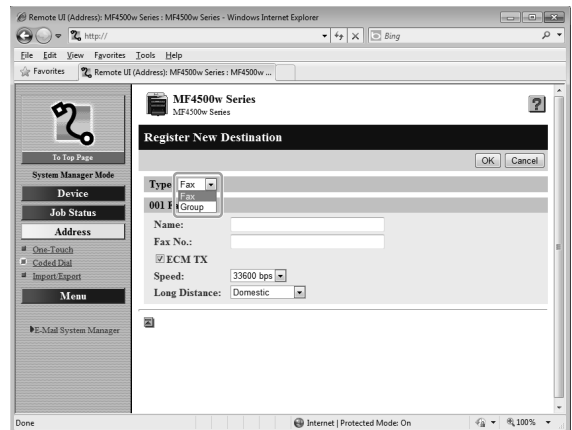 Remote UI (Address): MF4500w Series : MF4500w Series - Windows Internet Explorer
http://
Bing
File Edit View Favorites Tools Help
Favorites Remote UI (Address): MF4500w Series : MF4500w ...
MF4500w Series
MF4500w Series
Register New Destination
To Top Page
OK Cancel
System Manager Mode
Device
Job Status
Address
One-Touch
Coded Dial
Import/Export
Menu
E-Mail System Manager
Type Fax
Fax
Group
001 F
Name:
Fax No.:
ECM TX
Speed: 33600 bps
Long Distance: Domestic
Done
Internet | Protected Mode: On
100%